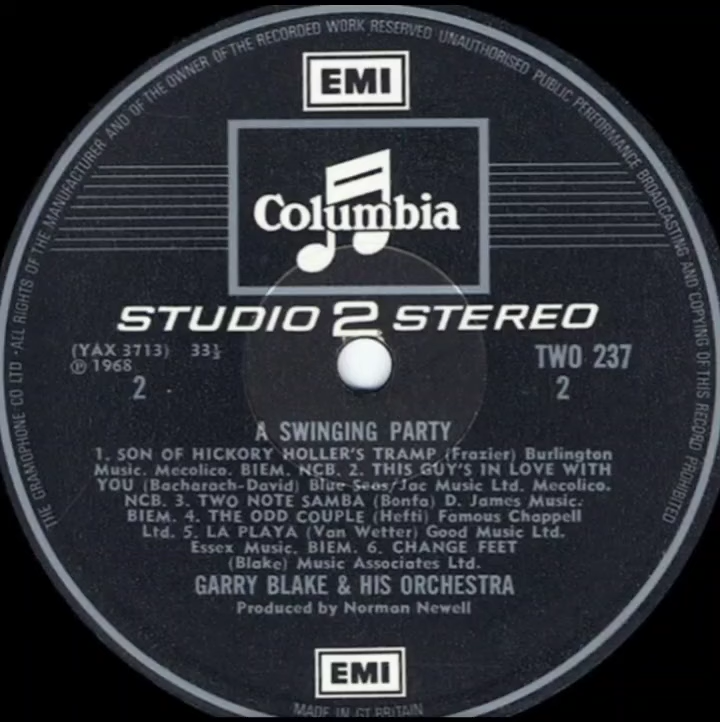 THE GRAMOPHONE CO LTD · ALL RIGHTS OF THE MANUFACTURER AND OF THE OWNER OF THE RECORDED WORK RESERVED UNAUTHORISED PUBLIC PERFORMANCE BROADCASTING AND COPYING OF THIS RECORD PROHIBITED
EMI
Columbia
STUDIO 2 STEREO
(YAX 3713) 33⅓ TWO 237
℗ 1968
2 2
A SWINGING PARTY
1. SON OF HICKORY HOLLER'S TRAMP (Frazier) Burlington
Music. Mecolico. BIEM. NCB. 2. THIS GUY'S IN LOVE WITH
YOU (Bacharach-David) Blue Seas/Jac Music Ltd. Mecolico.
NCB. 3. TWO NOTE SAMBA (Bonfa) D. James Music.
BIEM. 4. THE ODD COUPLE (Hefti) Famous Chappell
Ltd. 5. LA PLAYA (Van Wetter) Good Music Ltd.
Essex Music. BIEM. 6. CHANGE FEET
(Blake) Music Associates Ltd.
GARRY BLAKE & HIS ORCHESTRA
Produced by Norman Newell
EMI
MADE IN GT BRITAIN